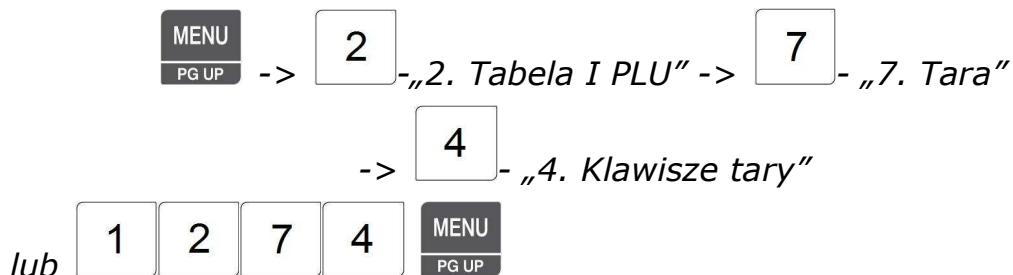 MENU PG UP -> 2 -„2. Tabela I PLU” -> 7 - „7. Tara”
-> 4 - „4. Klawisze tary”
lub 1 2 7 4 MENU PG UP